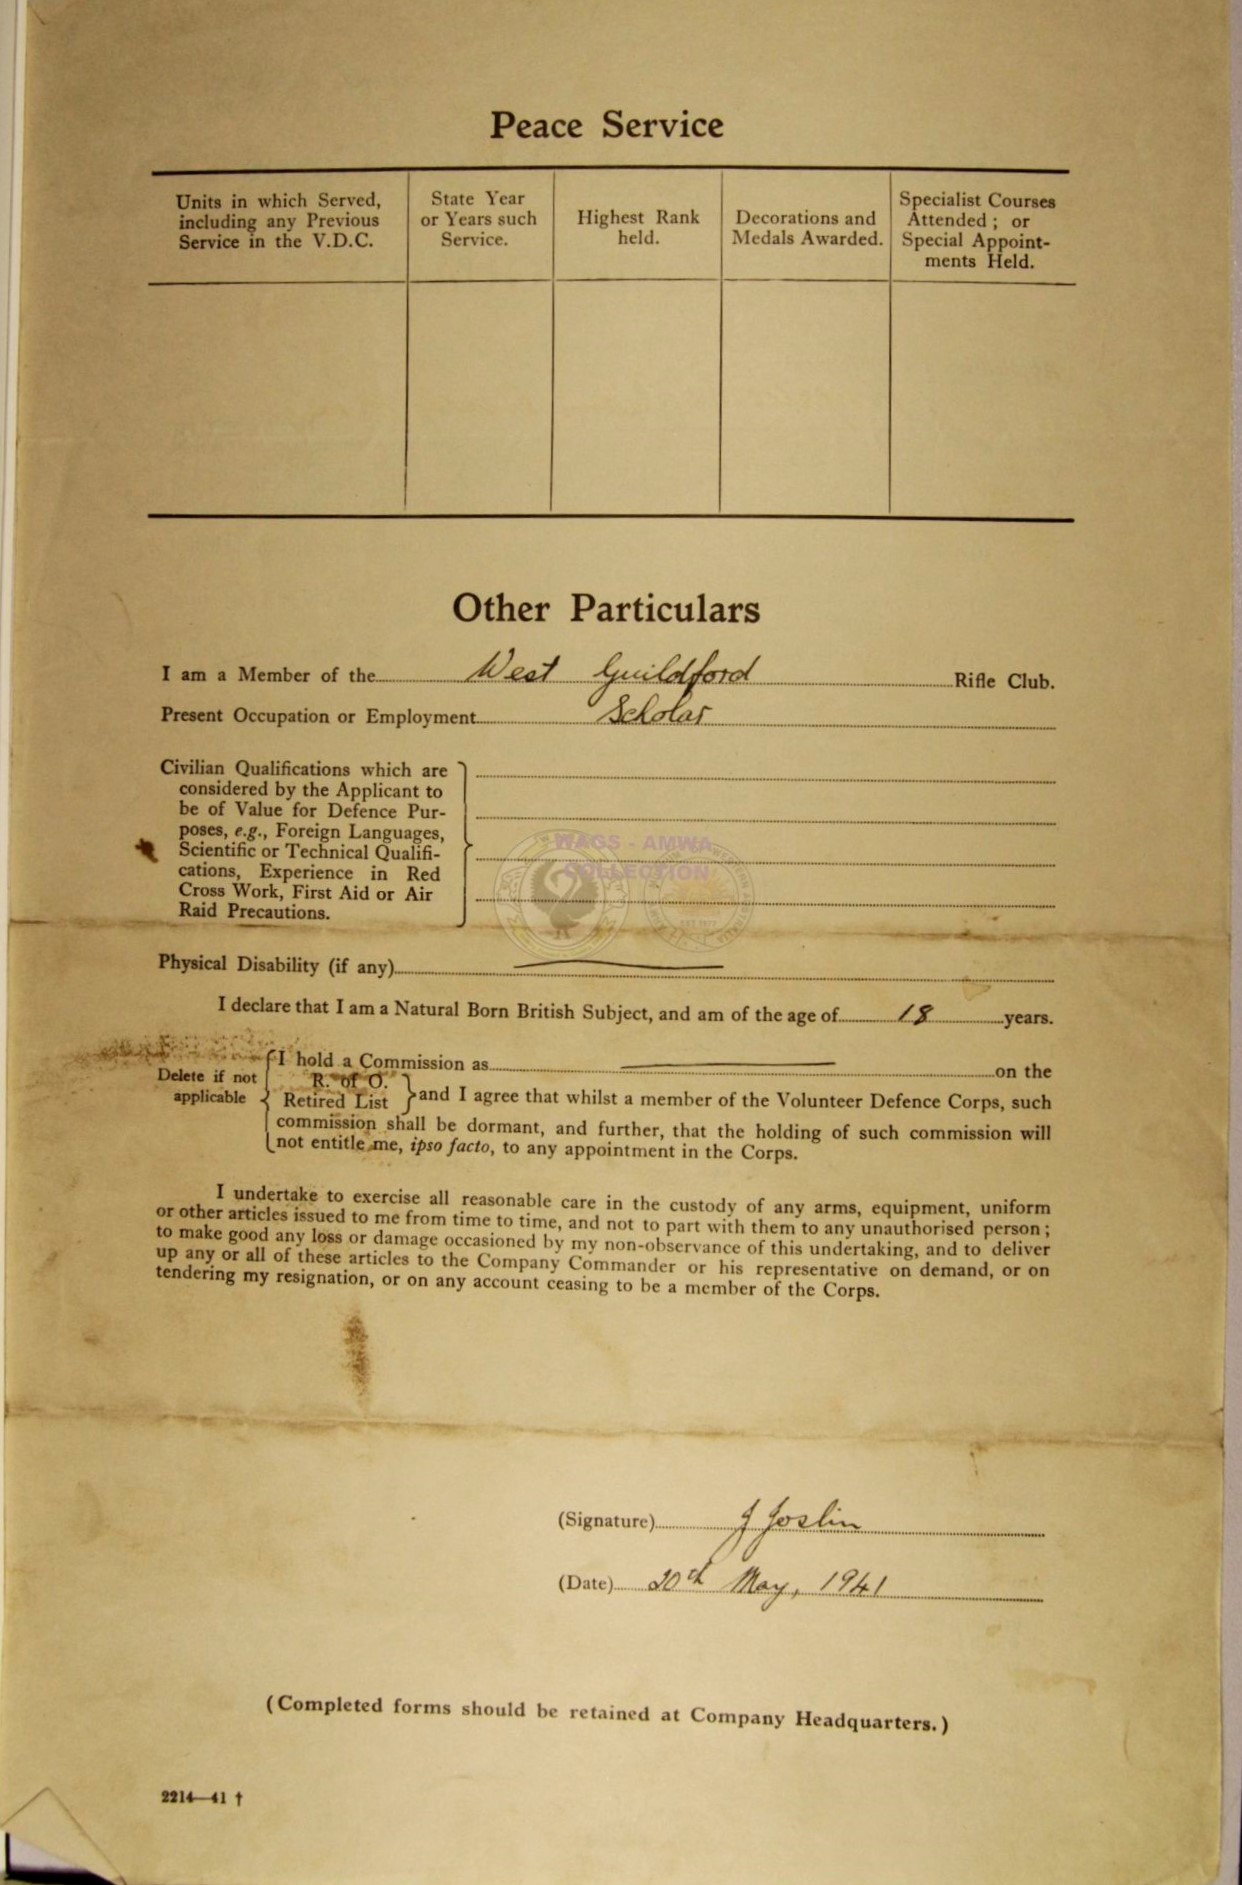 Peace Service
Units in which Served, including any Previous Service in the V.D.C.
State Year or Years such Service.
Highest Rank held.
Decorations and Medals Awarded.
Specialist Courses Attended; or Special Appoint-ments Held.
Other Particulars
I am a Member of the West Guildford Rifle Club.
Present Occupation or Employment Scholar
Civilian Qualifications which are
considered by the Applicant to
be of Value for Defence Pur-
poses, e.g., Foreign Languages,
Scientific or Technical Qualifi-
cations, Experience in Red
Cross Work, First Aid or Air
Raid Precautions.
WAGS - AMWA
COLLECTION
Physical Disability (if any)
I declare that I am a Natural Born British Subject, and am of the age of 18 years.
Delete if not
applicable
I hold a Commission as on the
R. of O.
Retired List
and I agree that whilst a member of the Volunteer Defence Corps, such
commission shall be dormant, and further, that the holding of such commission will
not entitle me, ipso facto, to any appointment in the Corps.
I undertake to exercise all reasonable care in the custody of any arms, equipment, uniform
or other articles issued to me from time to time, and not to part with them to any unauthorised person;
to make good any loss or damage occasioned by my non-observance of this undertaking, and to deliver
up any or all of these articles to the Company Commander or his representative on demand, or on
tendering my resignation, or on any account ceasing to be a member of the Corps.
(Signature) J Joslin
(Date) 20th May, 1941
(Completed forms should be retained at Company Headquarters.)
2214—41 †